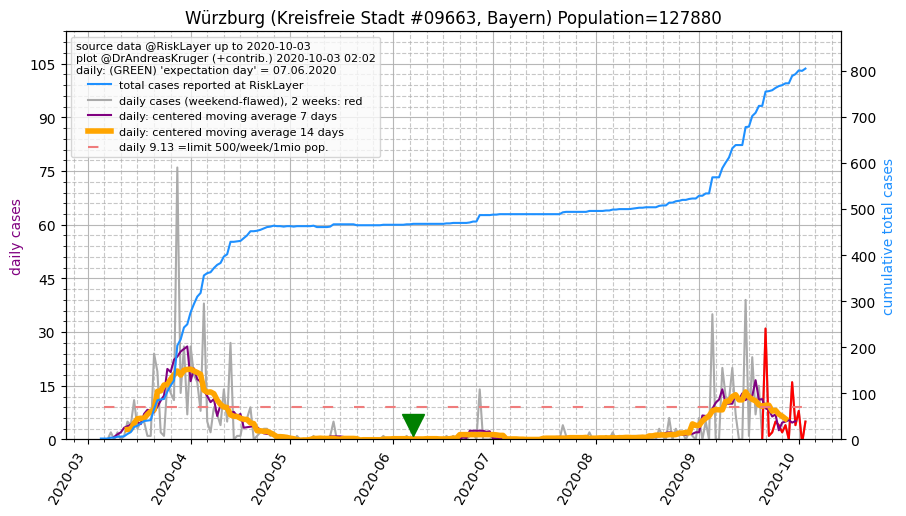 Würzburg (Kreisfreie Stadt #09663, Bayern) Population=127880
source data @RiskLayer up to 2020-10-03
plot @DrAndreasKruger (+contrib.) 2020-10-03 02:02
daily: (GREEN) 'expectation day' = 07.06.2020
total cases reported at RiskLayer
daily cases (weekend-flawed), 2 weeks: red
daily: centered moving average 7 days
daily: centered moving average 14 days
daily 9.13 =limit 500/week/1mio pop.
daily cases
105
90
75
60
45
30
15
0
cumulative total cases
800
700
600
500
400
300
200
100
0
2020-03
2020-04
2020-05
2020-06
2020-07
2020-08
2020-09
2020-10